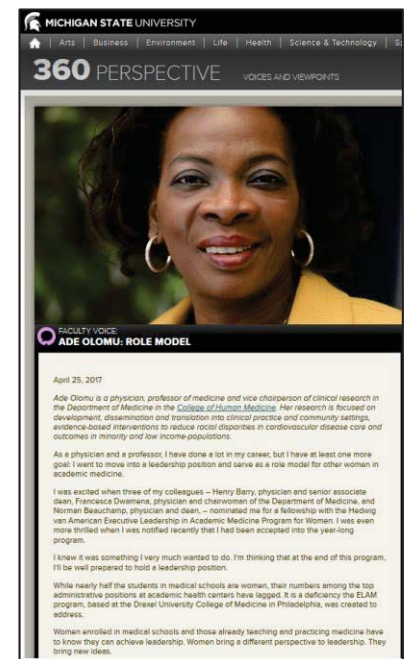 MICHIGAN STATE UNIVERSITY
Arts | Business | Environment | Life | Health | Science & Technology | S
360 PERSPECTIVE VOICES AND VIEWPOINTS
FACULTY VOICE:
ADE OLOMU: ROLE MODEL
April 25, 2017
Ade Olomu is a physician, professor of medicine and vice chairperson of clinical research in
the Department of Medicine in the College of Human Medicine. Her research is focused on
development, dissemination and translation into clinical practice and community settings,
evidence-based interventions to reduce racial disparities in cardiovascular disease care and
outcomes in minority and low income-populations.
As a physician and a professor, I have done a lot in my career, but I have at least one more
goal: I want to move into a leadership position and serve as a role model for other women in
academic medicine.
I was excited when three of my colleagues – Henry Barry, physician and senior associate
dean, Francesca Dwamena, physician and chairwoman of the Department of Medicine, and
Norman Beauchamp, physician and dean, – nominated me for a fellowship with the Hedwig
van American Executive Leadership in Academic Medicine Program for Women. I was even
more thrilled when I was notified recently that I had been accepted into the year-long
program.
I knew it was something I very much wanted to do. I'm thinking that at the end of this program,
I'll be well prepared to hold a leadership position.
While nearly half the students in medical schools are women, their numbers among the top
administrative positions at academic health centers have lagged. It is a deficiency the ELAM
program, based at the Drexel University College of Medicine in Philadelphia, was created to
address.
Women enrolled in medical schools and those already teaching and practicing medicine have
to know they can achieve leadership. Women bring a different perspective to leadership. They
bring new ideas.